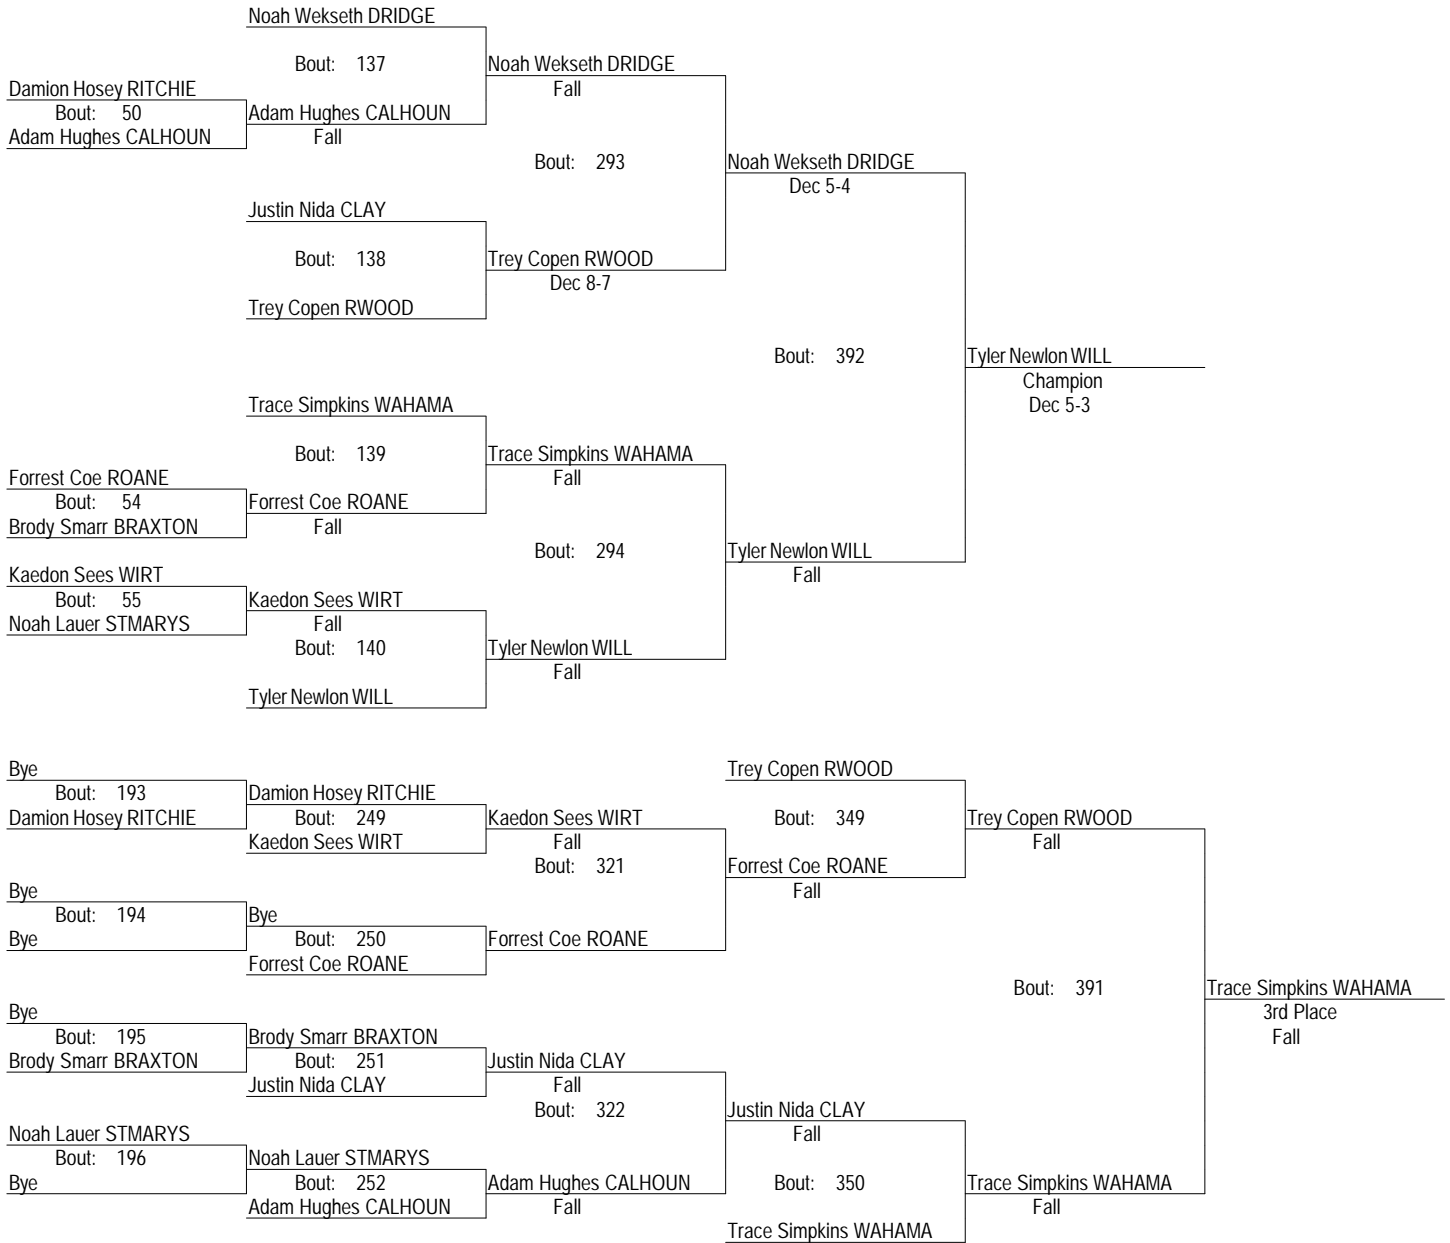 Noah Wekseth DRIDGE
Bout: 137
Noah Wekseth DRIDGE
Fall
Damion Hosey RITCHIE
Bout: 50
Adam Hughes CALHOUN
Adam Hughes CALHOUN
Fall
Bout: 293
Noah Wekseth DRIDGE
Dec 5-4
Justin Nida CLAY
Bout: 138
Trey Copen RWOOD
Dec 8-7
Trey Copen RWOOD
Bout: 392
Tyler Newlon WILL
Champion
Dec 5-3
Trace Simpkins WAHAMA
Bout: 139
Trace Simpkins WAHAMA
Fall
Forrest Coe ROANE
Bout: 54
Brody Smarr BRAXTON
Forrest Coe ROANE
Fall
Bout: 294
Tyler Newlon WILL
Fall
Kaedon Sees WIRT
Bout: 55
Noah Lauer STMARYS
Kaedon Sees WIRT
Fall
Bout: 140
Tyler Newlon WILL
Fall
Tyler Newlon WILL
Bye
Bout: 193
Damion Hosey RITCHIE
Damion Hosey RITCHIE
Bout: 249
Kaedon Sees WIRT
Kaedon Sees WIRT
Fall
Bout: 321
Trey Copen RWOOD
Bout: 349
Forrest Coe ROANE
Fall
Trey Copen RWOOD
Fall
Bye
Bout: 194
Bye
Bye
Bout: 250
Forrest Coe ROANE
Forrest Coe ROANE
Bout: 391
Trace Simpkins WAHAMA
3rd Place
Fall
Bye
Bout: 195
Brody Smarr BRAXTON
Brody Smarr BRAXTON
Bout: 251
Justin Nida CLAY
Justin Nida CLAY
Fall
Bout: 322
Justin Nida CLAY
Fall
Noah Lauer STMARYS
Bout: 196
Bye
Noah Lauer STMARYS
Bout: 252
Adam Hughes CALHOUN
Adam Hughes CALHOUN
Fall
Bout: 350
Trace Simpkins WAHAMA
Trace Simpkins WAHAMA
Fall